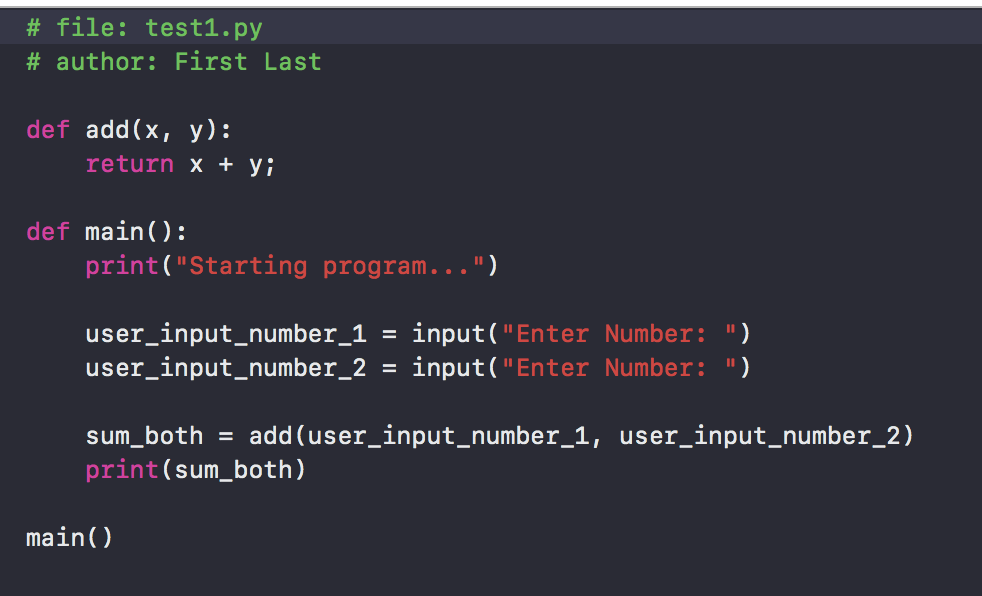 # file: test1.py
# author: First Last
def add(x, y):
    return x + y;
def main():
    print("Starting program...")
    user_input_number_1 = input("Enter Number: ")
    user_input_number_2 = input("Enter Number: ")
    sum_both = add(user_input_number_1, user_input_number_2)
    print(sum_both)
main()